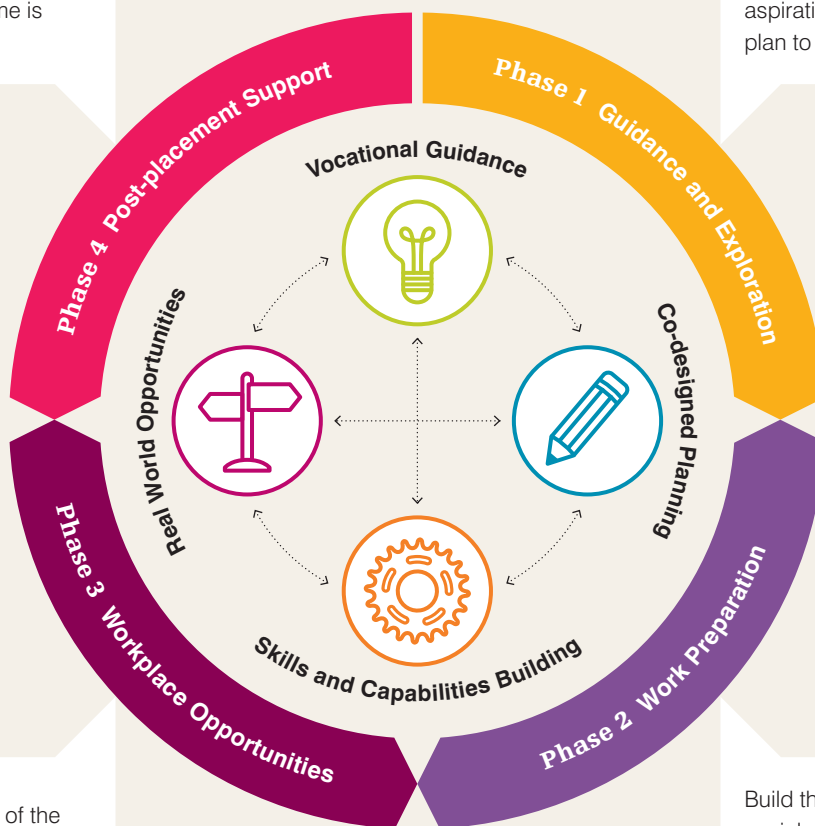 ne is
aspirati
plan to
Phase 4 Post-placement Support
Phase 1 Guidance and Exploration
Vocational Guidance
Real World Opportunities
Co-designed Planning
Skills and Capabilities Building
Phase 3 Workplace Opportunities
Phase 2 Work Preparation
of the
Build th